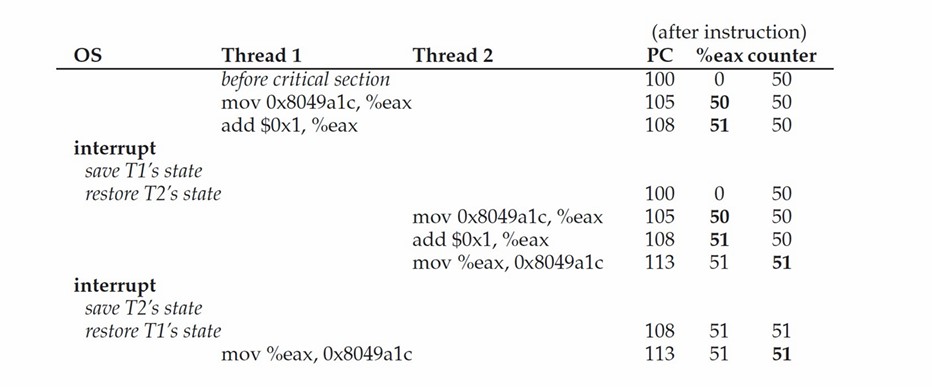 (after instruction)
OS Thread 1 Thread 2 PC %eax counter
before critical section 100 0 50
mov 0x8049a1c, %eax 105 50 50
add $0x1, %eax 108 51 50
interrupt
save T1's state
restore T2's state 100 0 50
mov 0x8049a1c, %eax 105 50 50
add $0x1, %eax 108 51 50
mov %eax, 0x8049a1c 113 51 51
interrupt
save T2's state
restore T1's state 108 51 51
mov %eax, 0x8049a1c 113 51 51